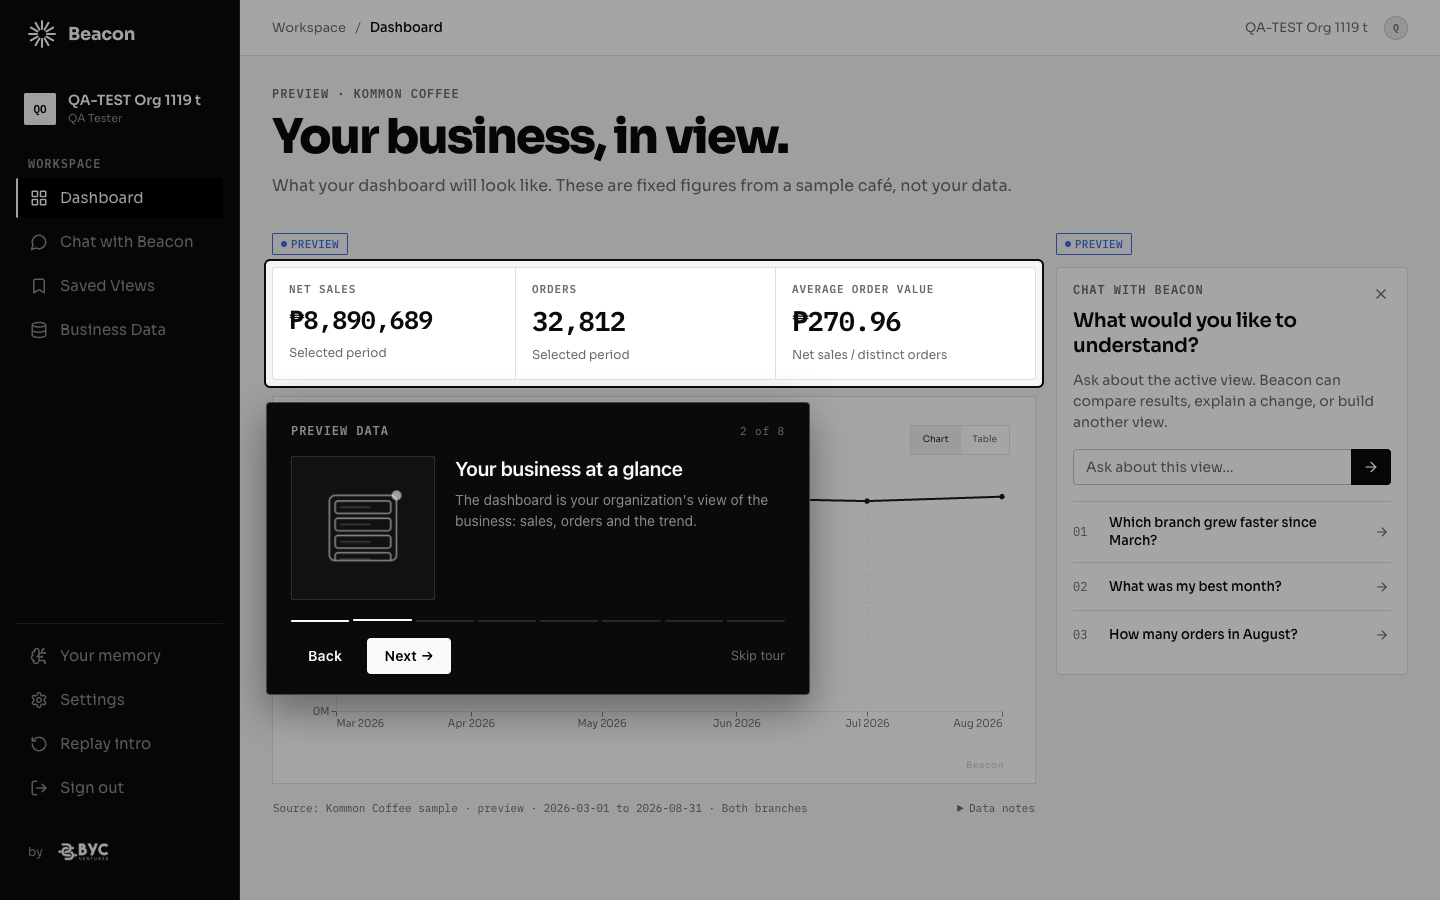 Beacon
QO
QA-TEST Org 1119 t
QA Tester
WORKSPACE
Dashboard
Chat with Beacon
Saved Views
Business Data
Your memory
Settings
Replay intro
Sign out
by BYC VENTURES
Workspace / Dashboard
QA-TEST Org 1119 t Q
PREVIEW · KOMMON COFFEE
Your business, in view.
What your dashboard will look like. These are fixed figures from a sample café, not your data.
PREVIEW
NET SALES
₱8,890,689
Selected period
ORDERS
32,812
Selected period
AVERAGE ORDER VALUE
₱270.96
Net sales / distinct orders
PREVIEW DATA
2 of 8
Your business at a glance
The dashboard is your organization's view of the
business: sales, orders and the trend.
Back
Next →
Skip tour
Chart Table
0M
Mar 2026 Apr 2026 May 2026 Jun 2026 Jul 2026 Aug 2026
Beacon
Source: Kommon Coffee sample · preview · 2026-03-01 to 2026-08-31 · Both branches
▶ Data notes
PREVIEW
CHAT WITH BEACON
What would you like to
understand?
Ask about the active view. Beacon can
compare results, explain a change, or build
another view.
Ask about this view...
01 Which branch grew faster since
March?
02 What was my best month?
03 How many orders in August?